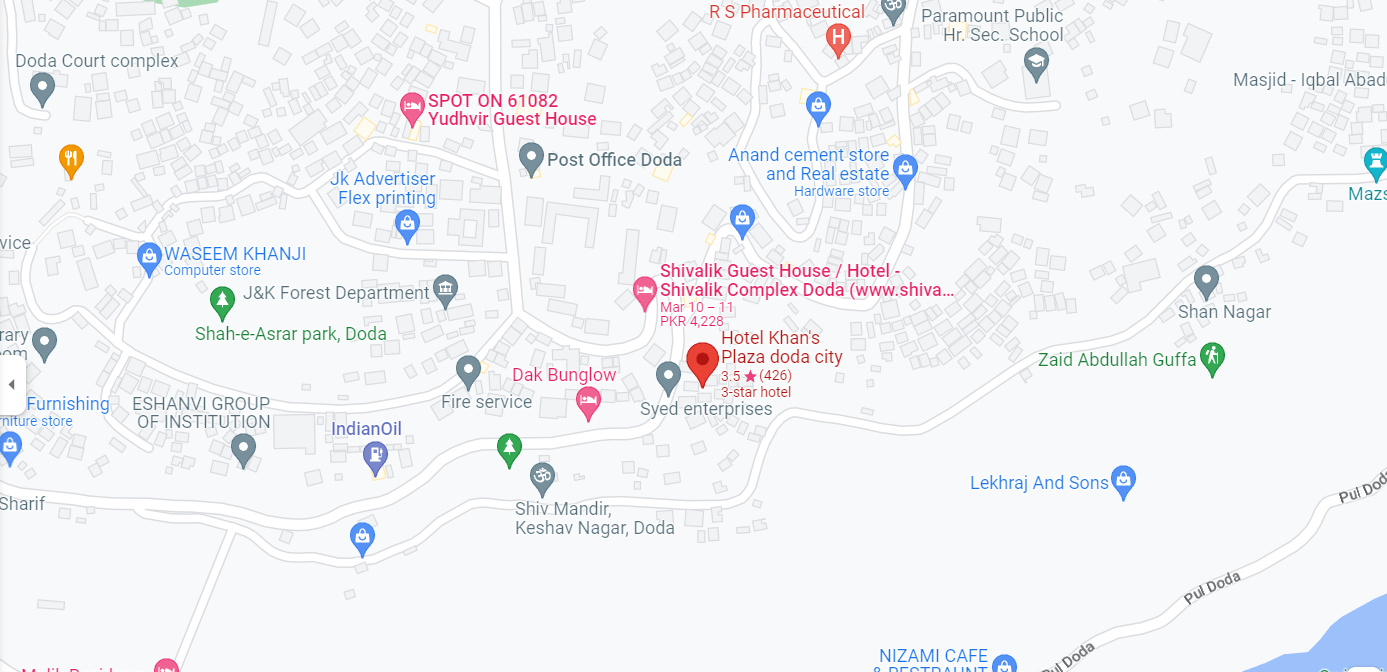 R S Pharmaceutical
Paramount Public
Hr. Sec. School
Doda Court complex
Masjid - Iqbal Abad
SPOT ON 61082
Yudhvir Guest House
Post Office Doda
Anand cement store
and Real estate
Hardware store
Jk Advertiser
Flex printing
Mazs
vice
WASEEM KHANJI
Computer store
Shivalik Guest House / Hotel -
Shivalik Complex Doda (www.shiva...
Mar 10 – 11
PKR 4,228
J&K Forest Department
Shan Nagar
Shah-e-Asrar park, Doda
rary
om
Hotel Khan's
Plaza doda city
3.5 ★ (426)
3-star hotel
Zaid Abdullah Guffa
Dak Bunglow
Fire service
Syed enterprises
Furnishing
rniture store
ESHANVI GROUP
OF INSTITUTION
IndianOil
Lekhraj And Sons
Pul Doda
Sharif
Shiv Mandir,
Keshav Nagar, Doda
Pul Doda
Pul Doda
NIZAMI CAFE